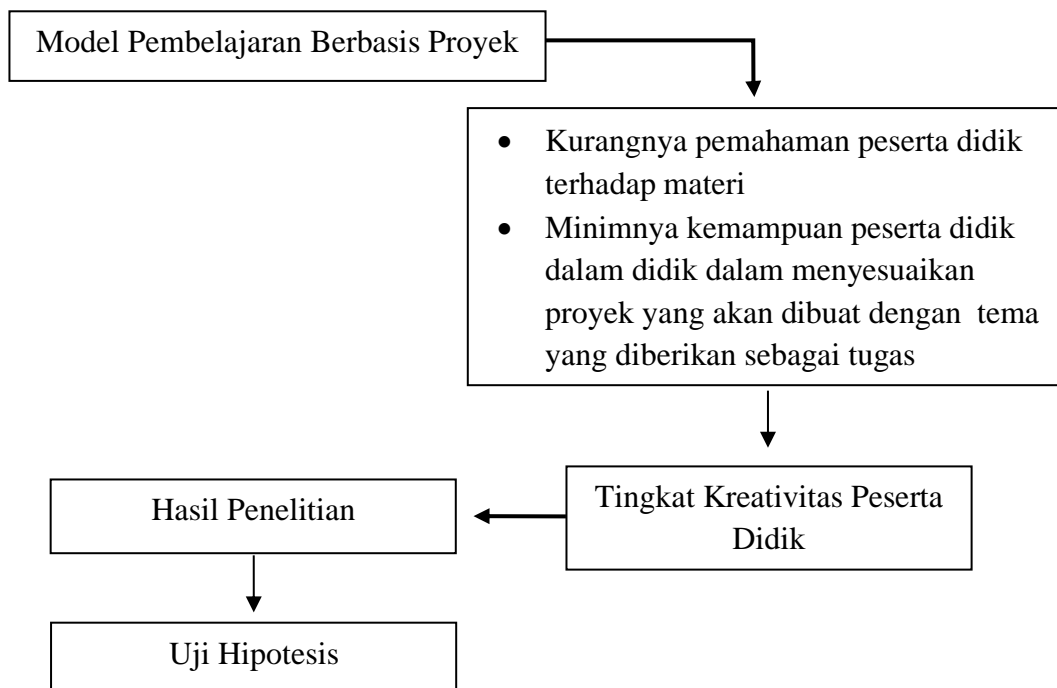 Model Pembelajaran Berbasis Proyek
• Kurangnya pemahaman peserta didik
terhadap materi
• Minimnya kemampuan peserta didik
dalam didik dalam menyesuaikan
proyek yang akan dibuat dengan tema
yang diberikan sebagai tugas
Tingkat Kreativitas Peserta
Didik
Hasil Penelitian
Uji Hipotesis